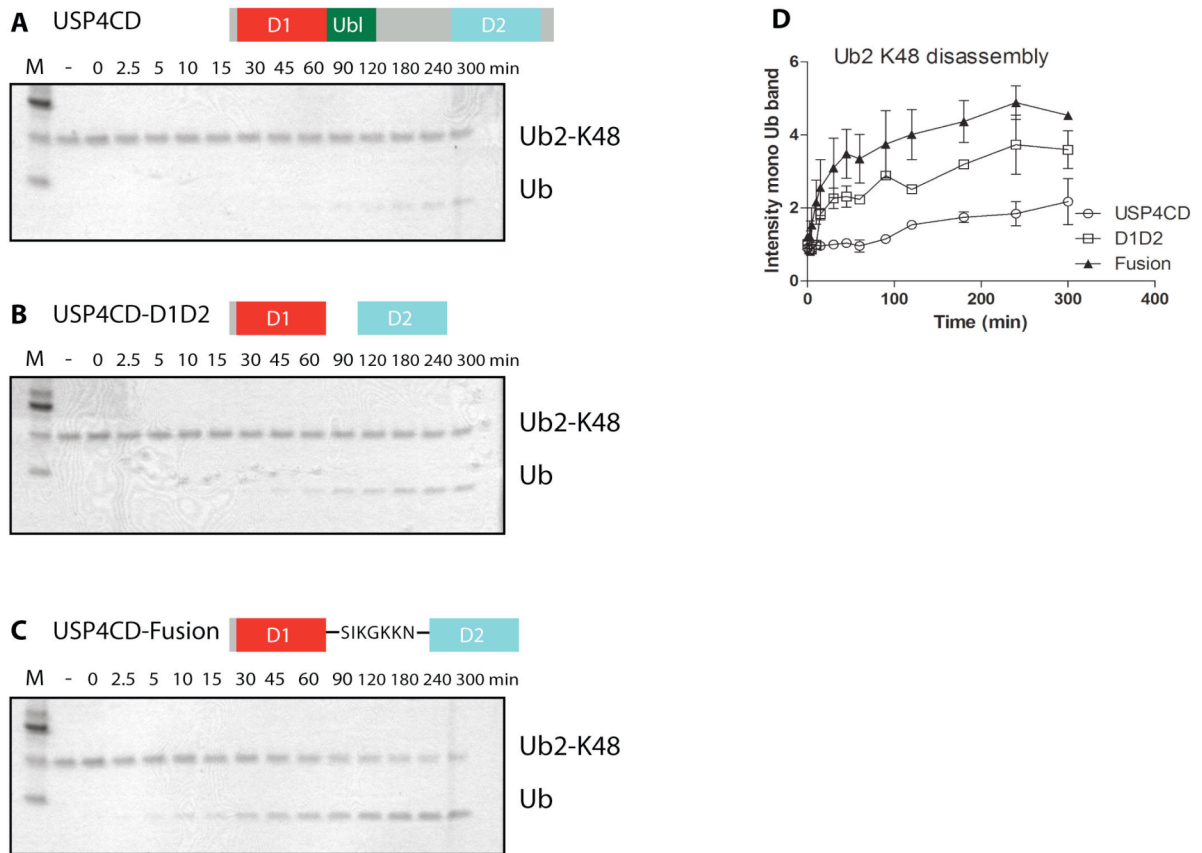 A USP4CD D1 Ubl D2
M - 0 2.5 5 10 15 30 45 60 90 120 180 240 300 min
Ub2-K48
Ub
B USP4CD-D1D2 D1 D2
M - 0 2.5 5 10 15 30 45 60 90 120 180 240 300 min
Ub2-K48
Ub
C USP4CD-Fusion D1 SIKGKKN D2
M - 0 2.5 5 10 15 30 45 60 90 120 180 240 300 min
Ub2-K48
Ub
D
Ub2 K48 disassembly
Intensity mono Ub band
6
4
2
0
0 100 200 300 400
Time (min)
USP4CD
D1D2
Fusion